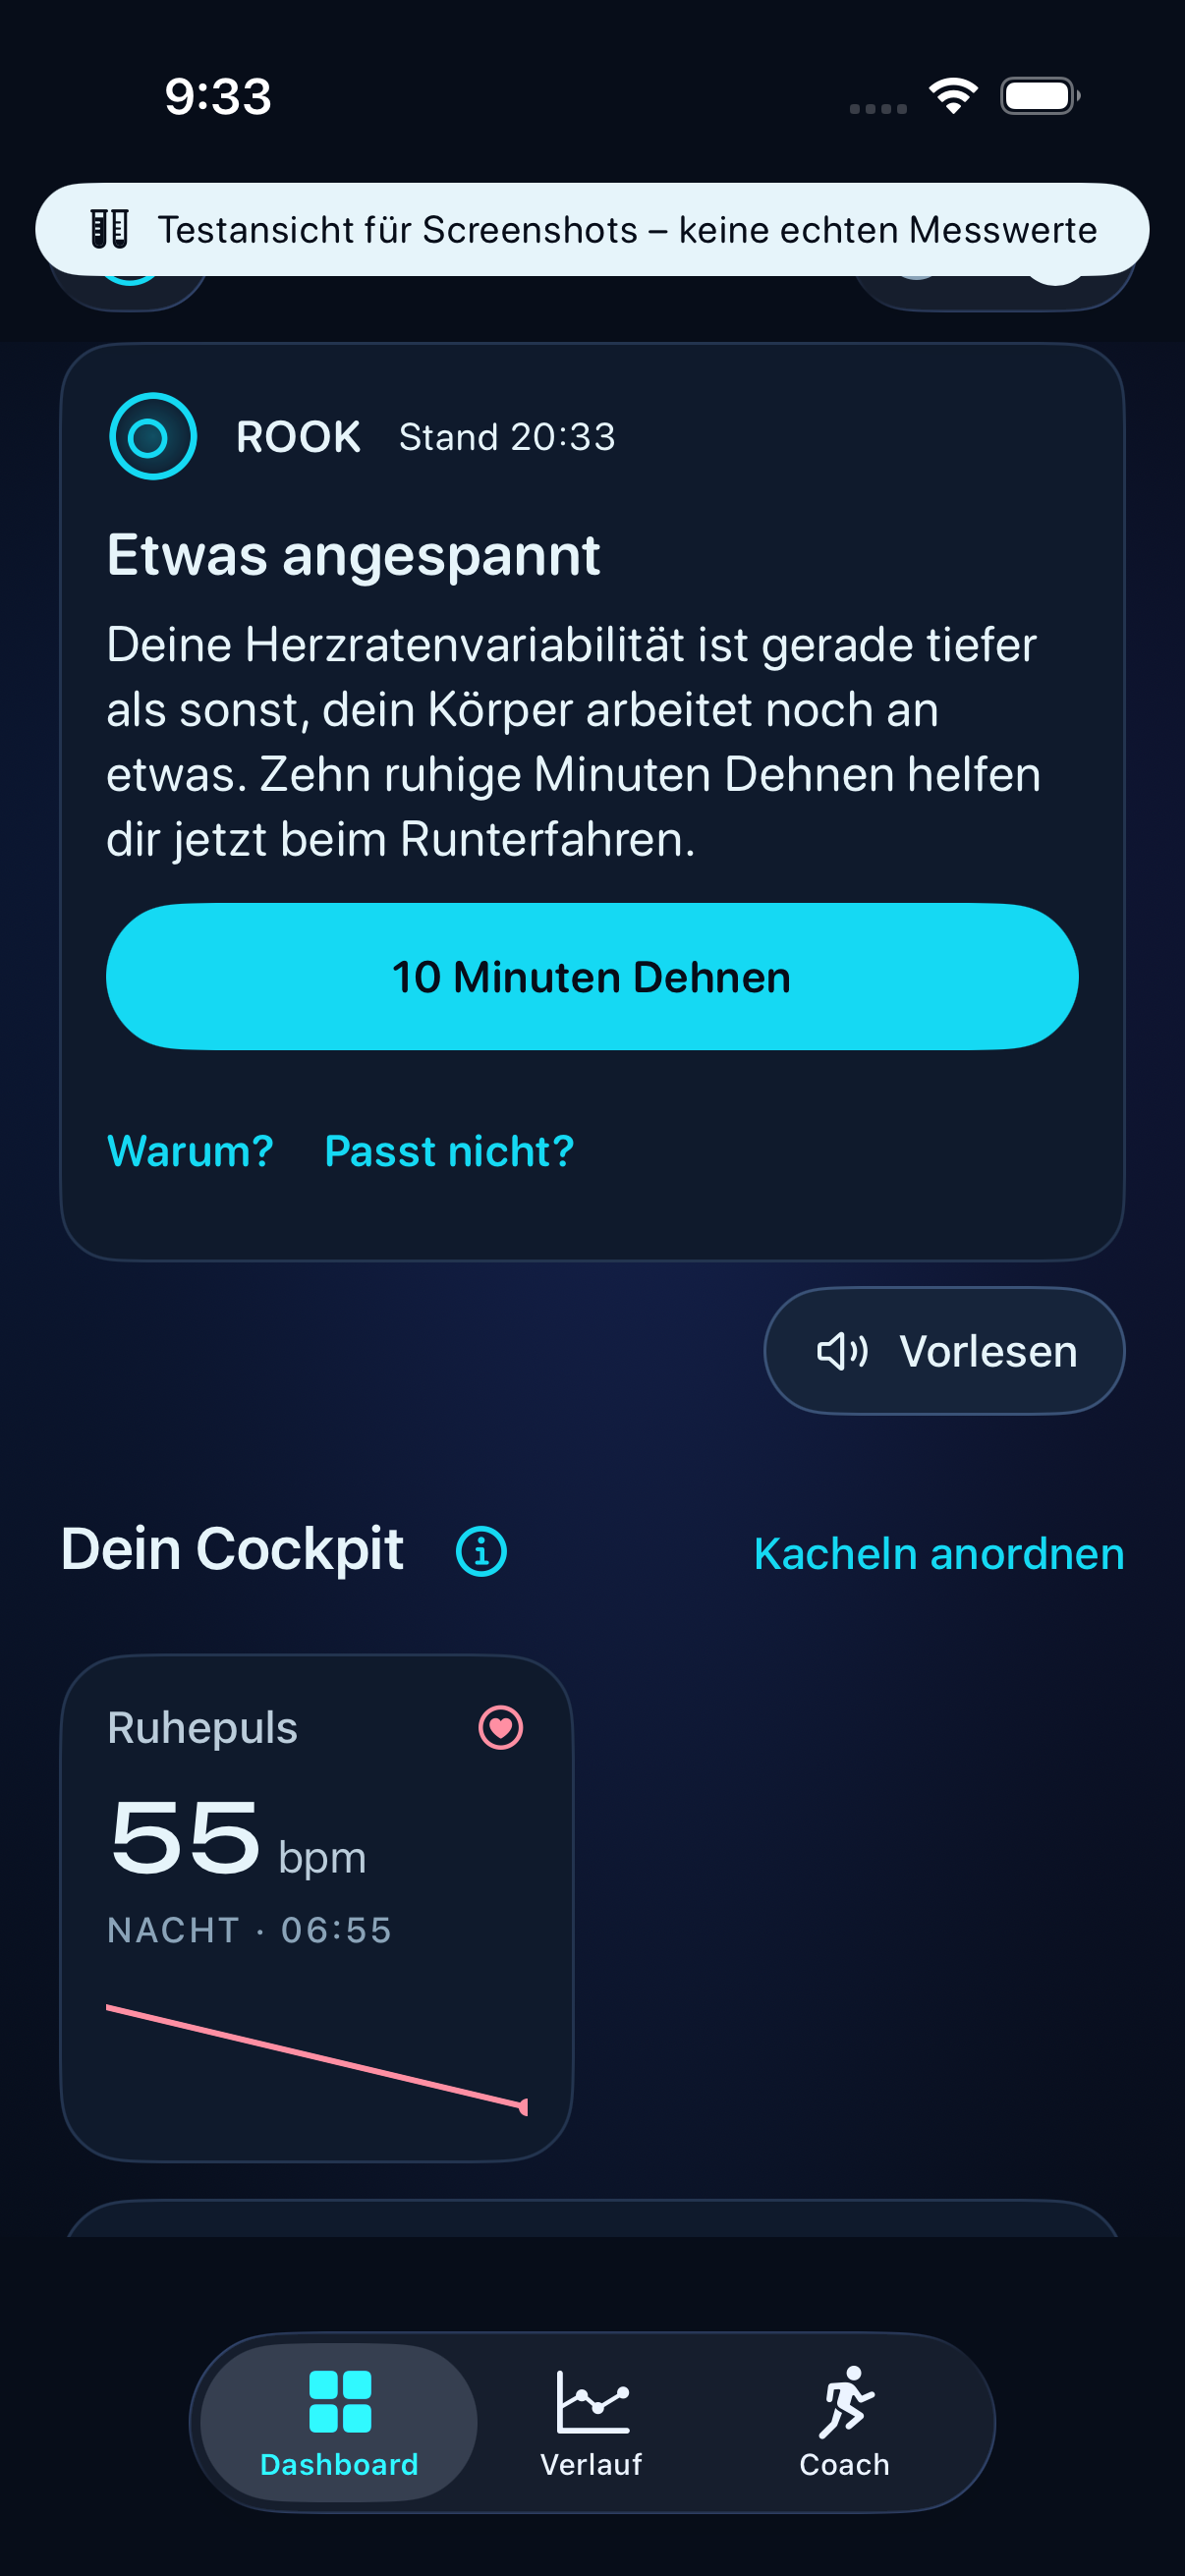 9:33
Testansicht für Screenshots – keine echten Messwerte
ROOK Stand 20:33
Etwas angespannt
Deine Herzratenvariabilität ist gerade tiefer
als sonst, dein Körper arbeitet noch an
etwas. Zehn ruhige Minuten Dehnen helfen
dir jetzt beim Runterfahren.
10 Minuten Dehnen
Warum? Passt nicht?
Vorlesen
Dein Cockpit Kacheln anordnen
Ruhepuls
55 bpm
NACHT · 06:55
Dashboard Verlauf Coach